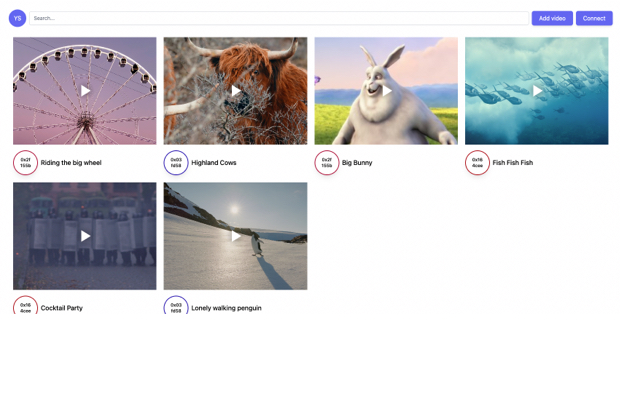 YS Search... Add video Connect
0x2f
155b
Riding the big wheel
0x03
fd58
Highland Cows
0x2f
155b
Big Bunny
0x16
4cee
Fish Fish Fish
0x16
4cee
Cocktail Party
0x03
fd58
Lonely walking penguin